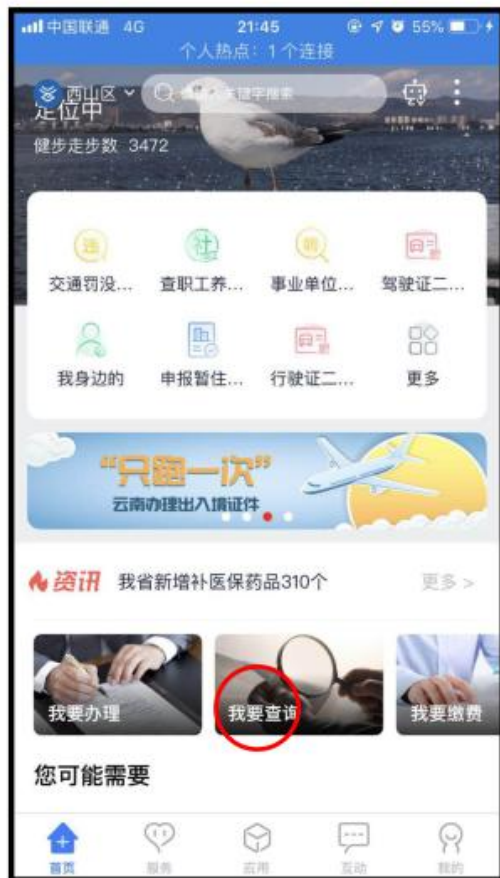 中国联通 4G 21:45 55%
个人热点：1 个连接
西山区
定位中
健步走步数 3472
交通罚没... 查职工养... 事业单位... 驾驶证二...
我身边的 申报暂住... 行驶证二... 更多
“只跑一次”
云南办理出入境证件
资讯 我省新增补医保药品310个 更多 >
我要办理 我要查询 我要缴费
您可能需要
首页 服务 应用 互动 我的